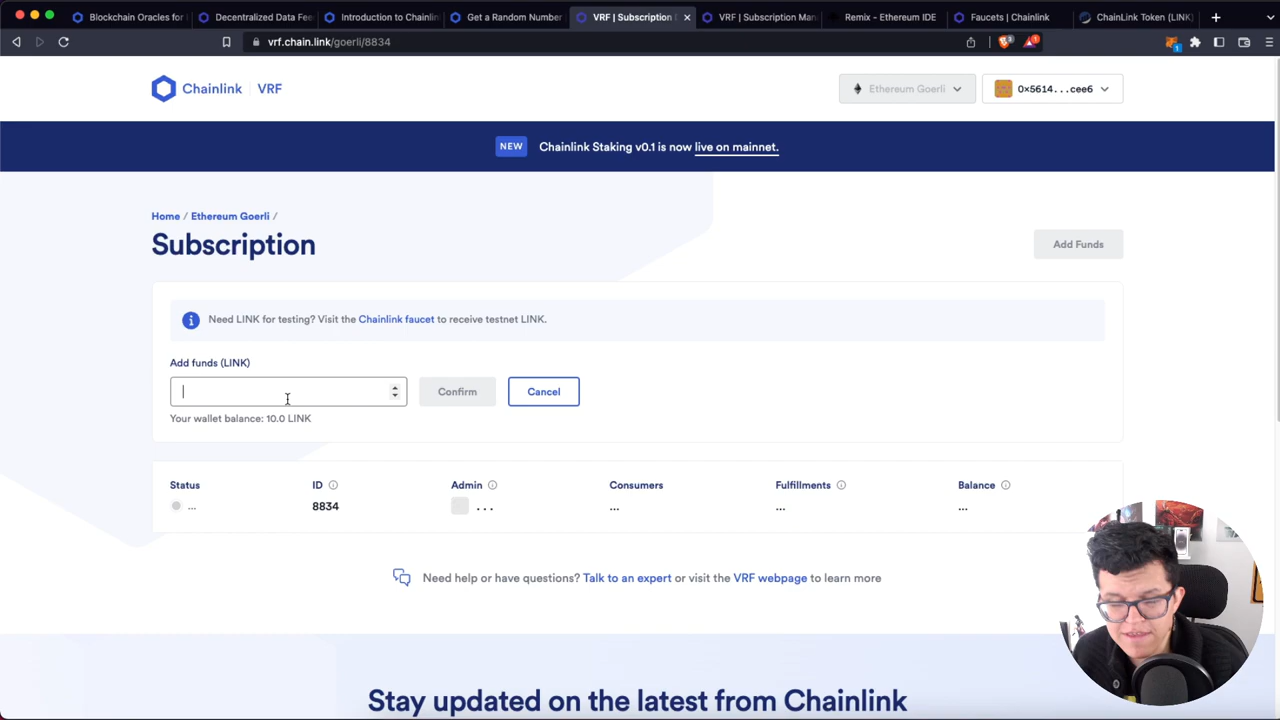 Blockchain Oracles for
Decentralized Data Fee
Introduction to Chainlin
Get a Random Number
VRF | Subscription
VRF | Subscription Man
Remix - Ethereum IDE
Faucets | Chainlink
ChainLink Token (LINK)
vrf.chain.link/goerli/8834
Chainlink VRF
Ethereum Goerli
0x5614...cee6
NEW Chainlink Staking v0.1 is now live on mainnet.
Home / Ethereum Goerli /
Subscription
Add Funds
Need LINK for testing? Visit the Chainlink faucet to receive testnet LINK.
Add funds (LINK)
Confirm
Cancel
Your wallet balance: 10.0 LINK
Status ID Admin Consumers Fulfillments Balance
... 8834 ... ... ... ...
Need help or have questions? Talk to an expert or visit the VRF webpage to learn more
Stay updated on the latest from Chainlink